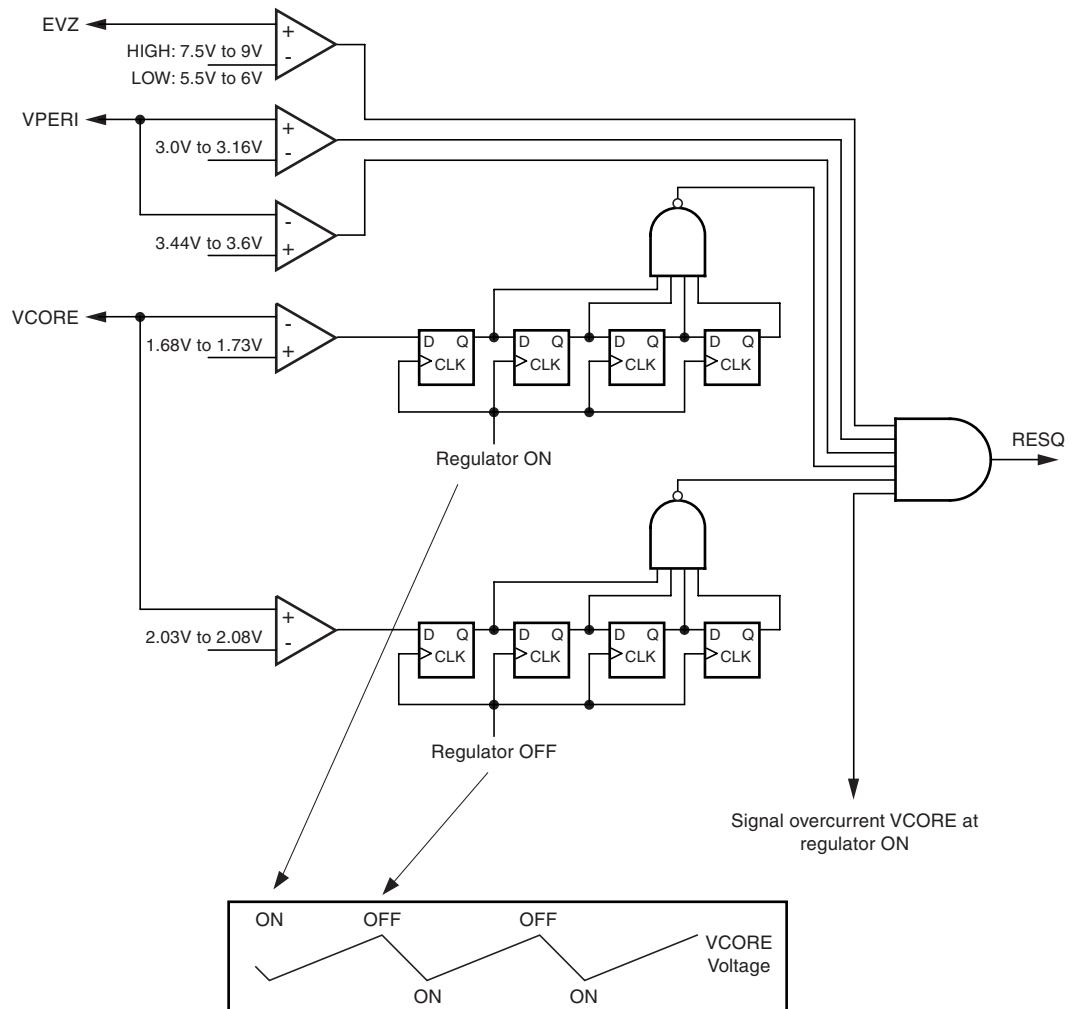 EVZ
+
HIGH: 7.5V to 9V
-
LOW: 5.5V to 6V
VPERI
+
3.0V to 3.16V
-
-
3.44V to 3.6V
+
VCORE
-
1.68V to 1.73V
+
D Q
CLK
D Q
CLK
D Q
CLK
D Q
CLK
Regulator ON
RESQ
+
2.03V to 2.08V
-
D Q
CLK
D Q
CLK
D Q
CLK
D Q
CLK
Regulator OFF
Signal overcurrent VCORE at
regulator ON
ON
OFF
OFF
VCORE
Voltage
ON
ON